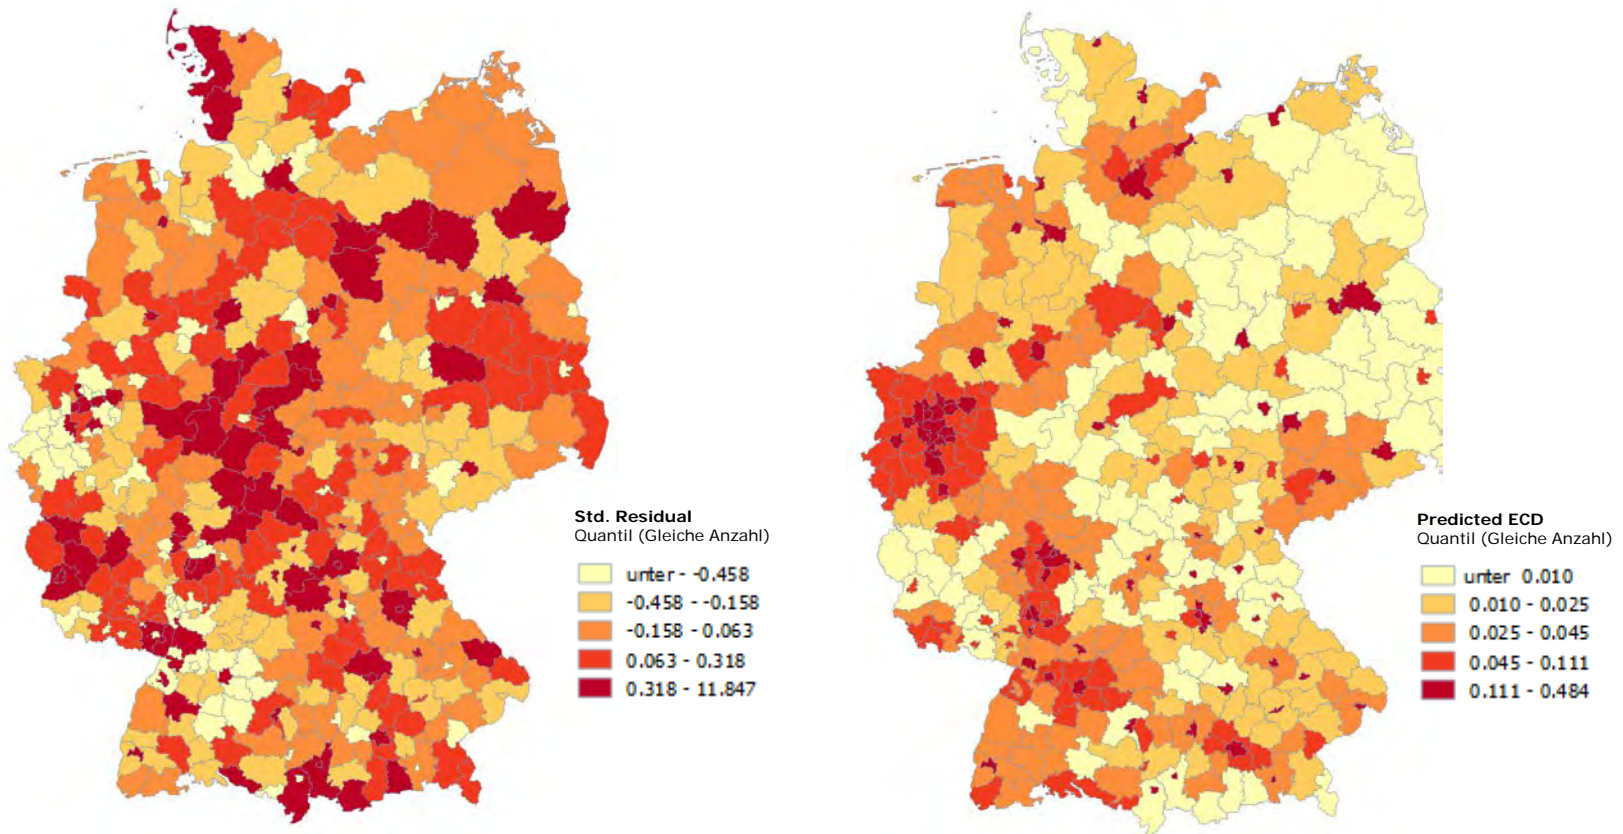 Std. Residual
Quantil (Gleiche Anzahl)
unter - -0.458
-0.458 - -0.158
-0.158 - 0.063
0.063 - 0.318
0.318 - 11.847
Predicted ECD
Quantil (Gleiche Anzahl)
unter 0.010
0.010 - 0.025
0.025 - 0.045
0.045 - 0.111
0.111 - 0.484